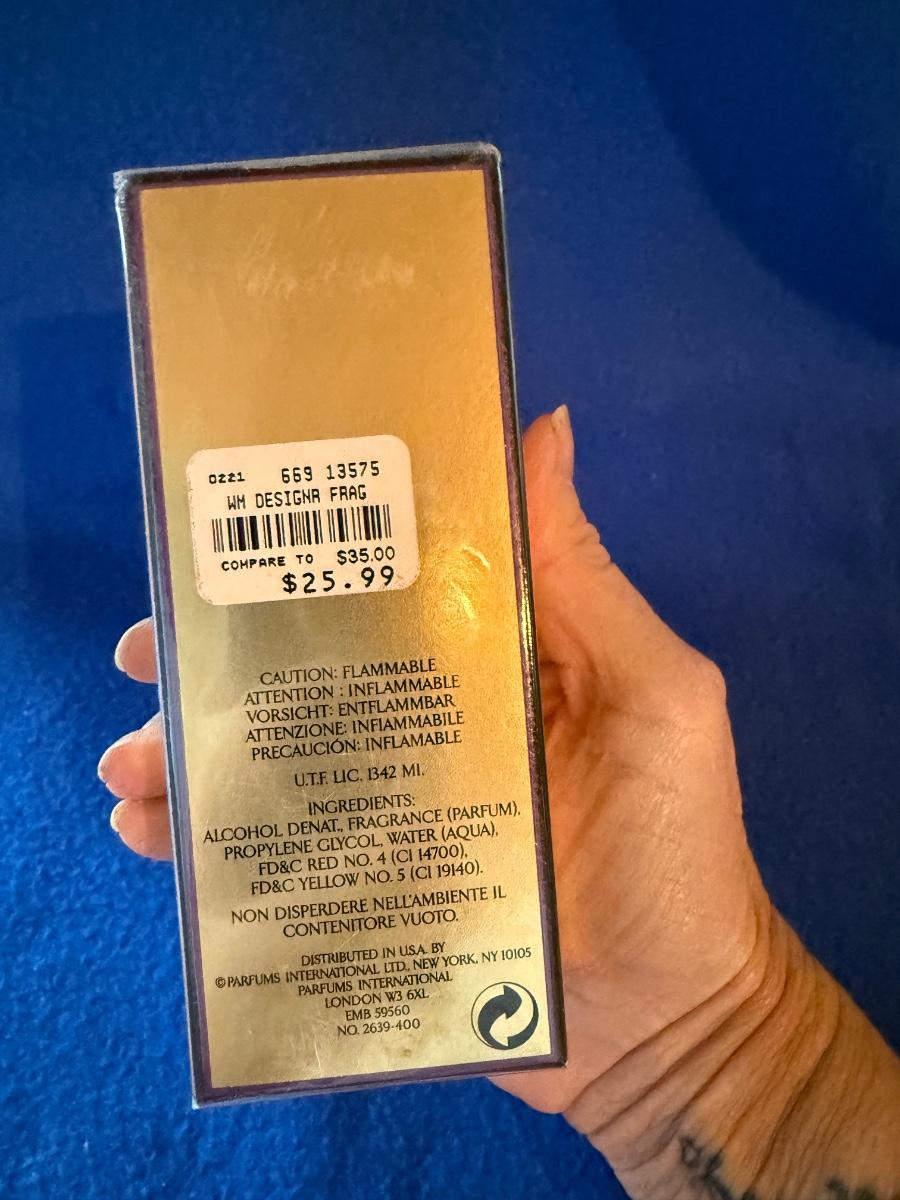 0221 669 13575
WM DESIGNR FRAG
COMPARE TO $35.00
$25.99
CAUTION: FLAMMABLE
ATTENTION : INFLAMMABLE
VORSICHT: ENTFLAMMBAR
ATTENZIONE: INFIAMMABILE
PRECAUCIÓN: INFLAMABLE
U.T.F. LIC. 1342 MI.
INGREDIENTS:
ALCOHOL DENAT., FRAGRANCE (PARFUM),
PROPYLENE GLYCOL, WATER (AQUA),
FD&C RED NO. 4 (CI 14700),
FD&C YELLOW NO. 5 (CI 19140).
NON DISPERDERE NELL'AMBIENTE IL
CONTENITORE VUOTO.
DISTRIBUTED IN U.S.A. BY
©PARFUMS INTERNATIONAL LTD., NEW YORK, NY 10105
PARFUMS INTERNATIONAL
LONDON W3 6XL
EMB 59560
NO. 2639-400